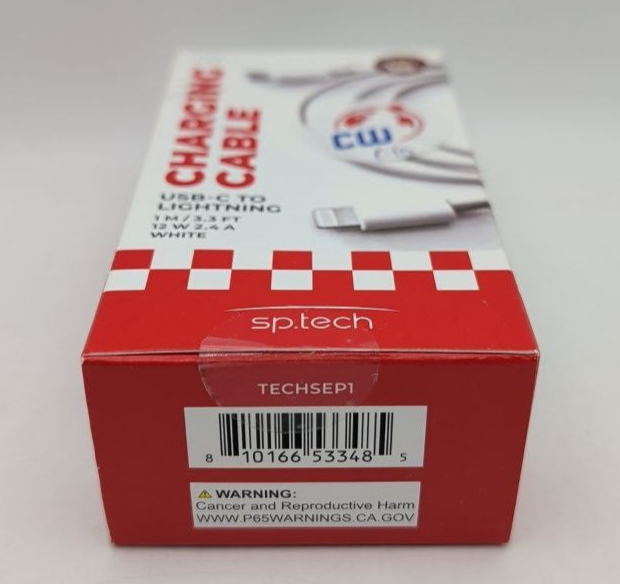 CHARGING
CABLE
USB-C TO
LIGHTNING
1 M / 3.3 FT
12 W 2.4 A
WHITE
CW
sp.tech
TECHSEP1
8 10166 53348 5
WARNING:
Cancer and Reproductive Harm
WWW.P65WARNINGS.CA.GOV